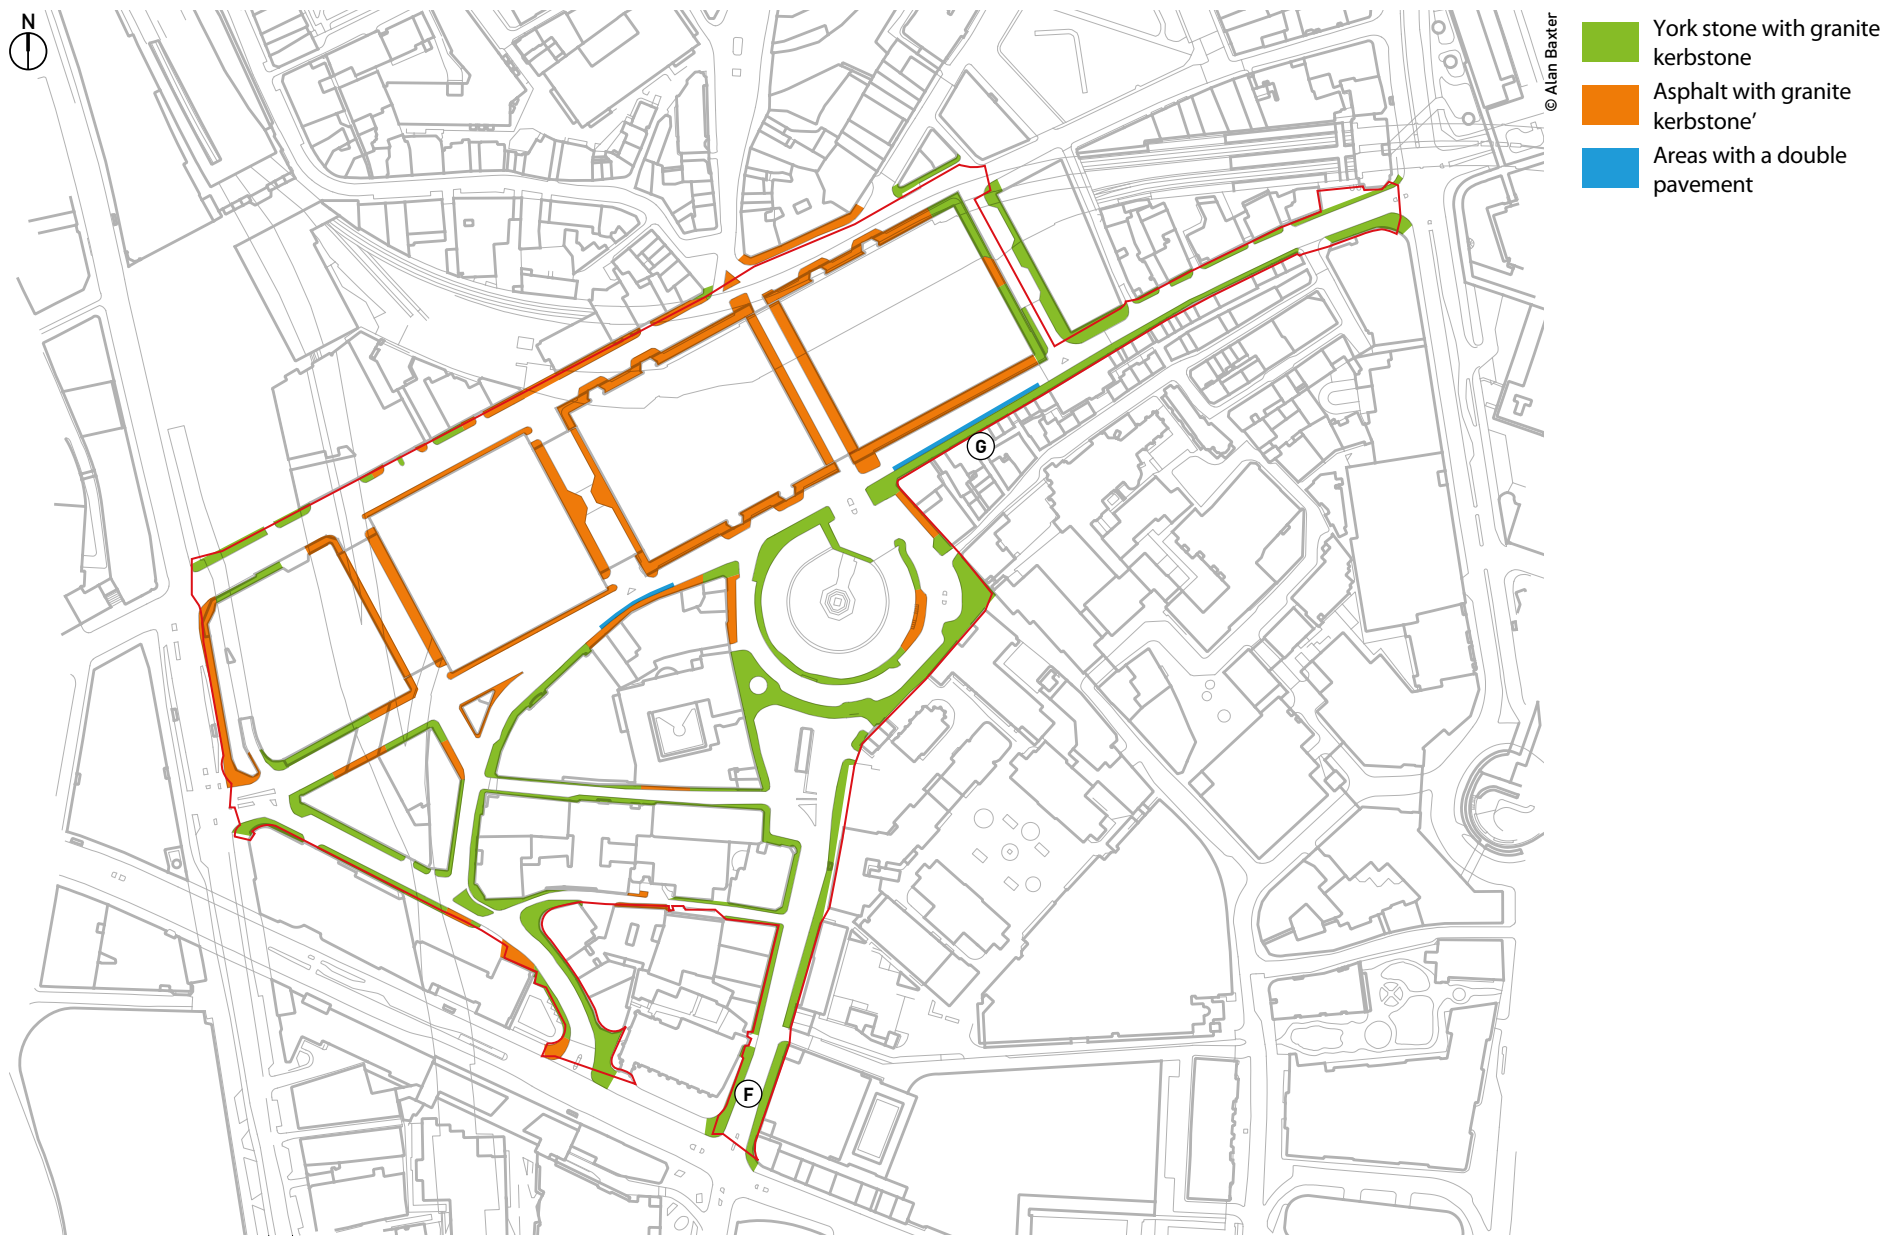 N
© Alan Baxter
York stone with granite
kerbstone
Asphalt with granite
kerbstone’
Areas with a double
pavement
G
F